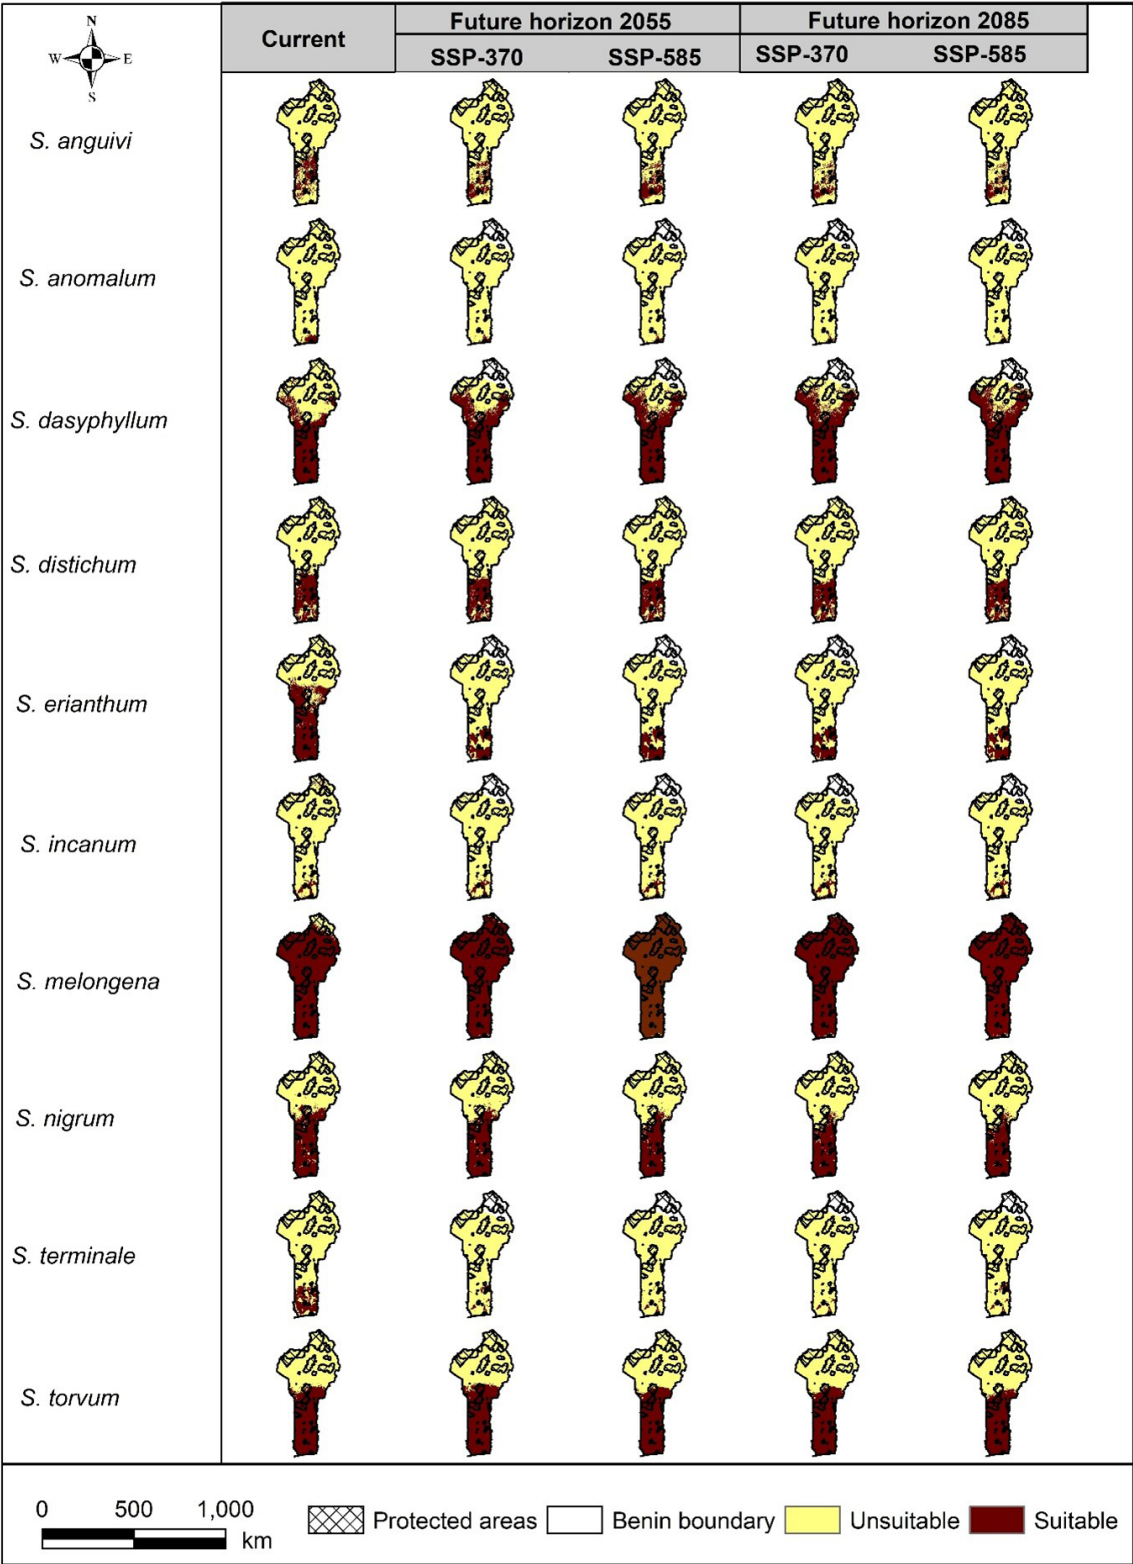 N
W E
S
Current
Future horizon 2055
Future horizon 2085
SSP-370
SSP-585
SSP-370
SSP-585
S. anguivi
S. anomalum
S. dasyphyllum
S. distichum
S. erianthum
S. incanum
S. melongena
S. nigrum
S. terminale
S. torvum
0 500 1,000
km
Protected areas
Benin boundary
Unsuitable
Suitable